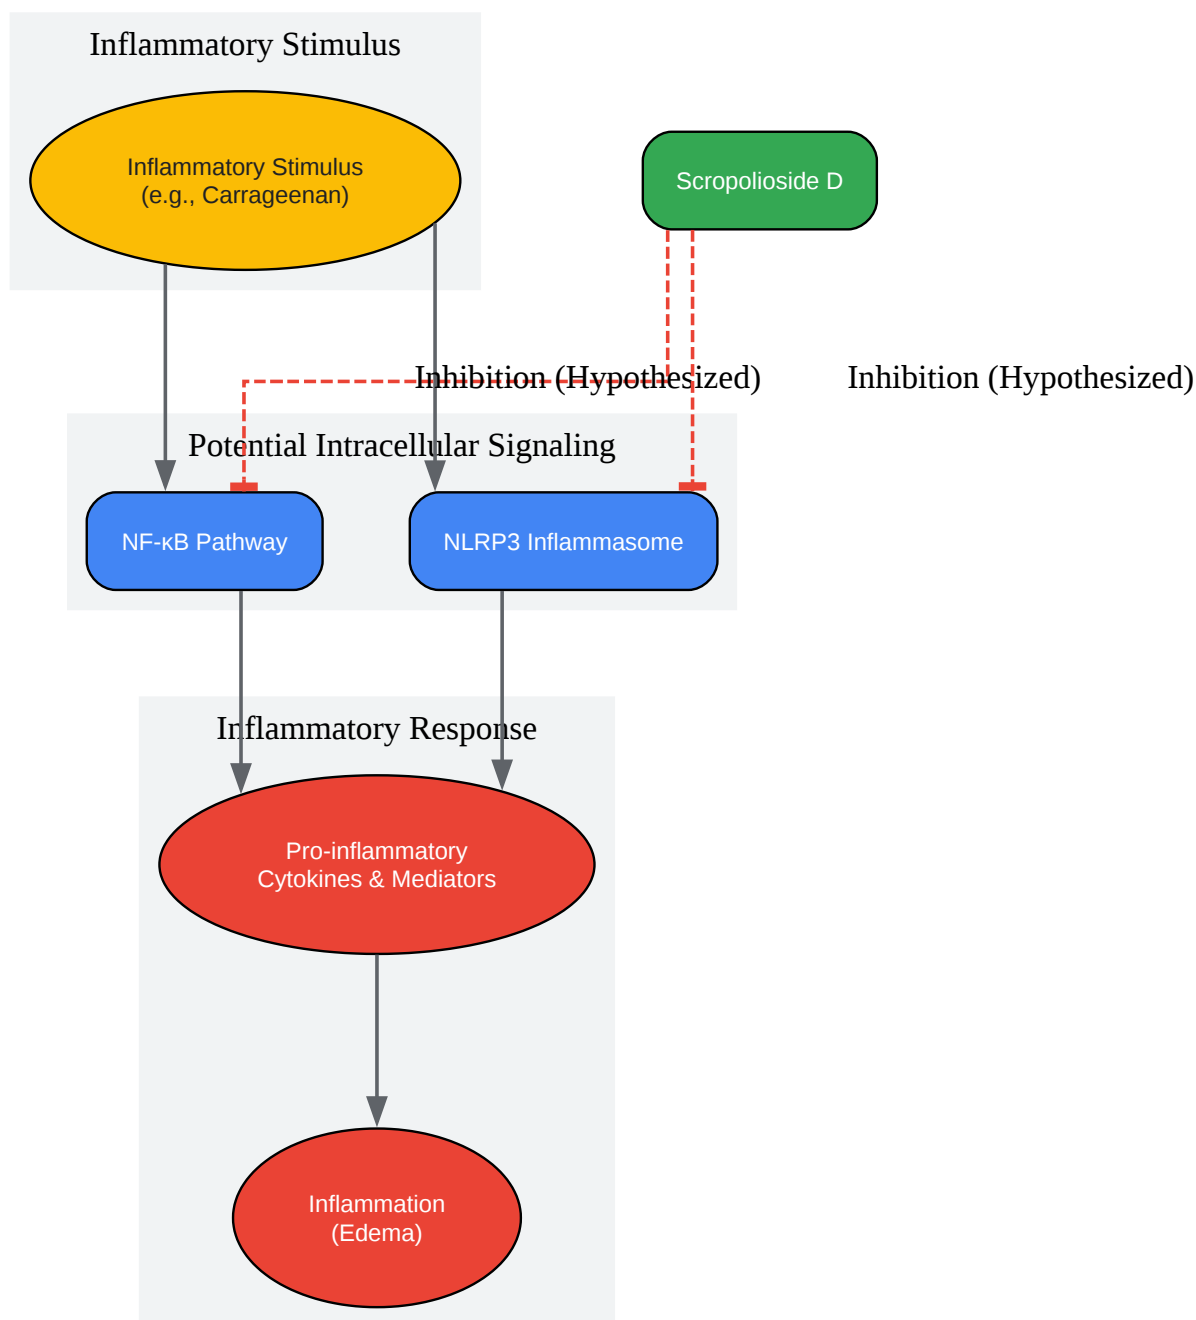 Inflammatory Stimulus
Inflammatory Stimulus
(e.g., Carrageenan)
Scropolioside D
Inhibition (Hypothesized)
Inhibition (Hypothesized)
Potential Intracellular Signaling
NF-κB Pathway
NLRP3 Inflammasome
Inflammatory Response
Pro-inflammatory
Cytokines & Mediators
Inflammation
(Edema)